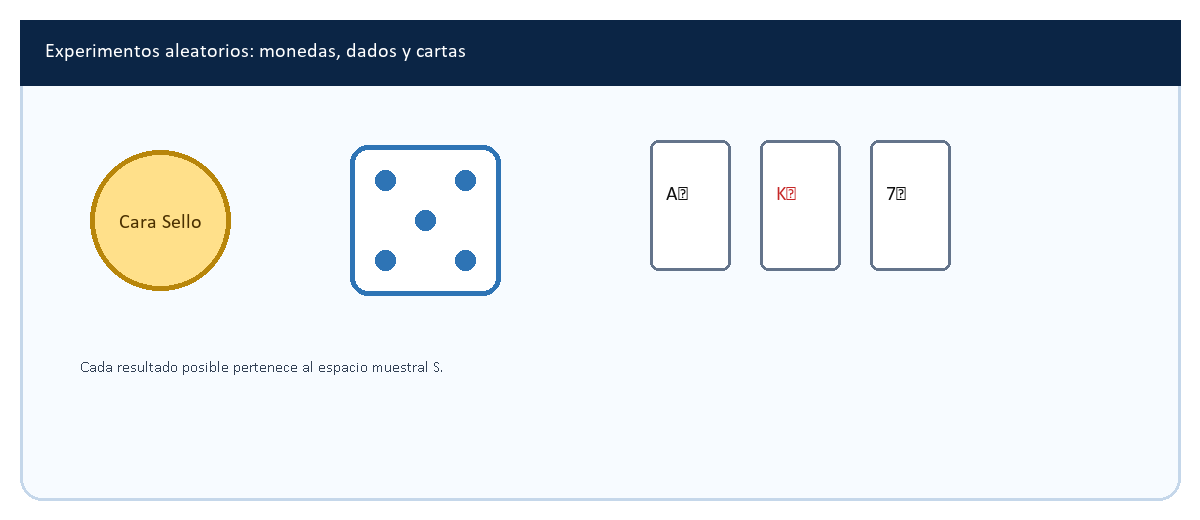 Experimentos aleatorios: monedas, dados y cartas
Cara Sello
A
K
7
Cada resultado posible pertenece al espacio muestral S.